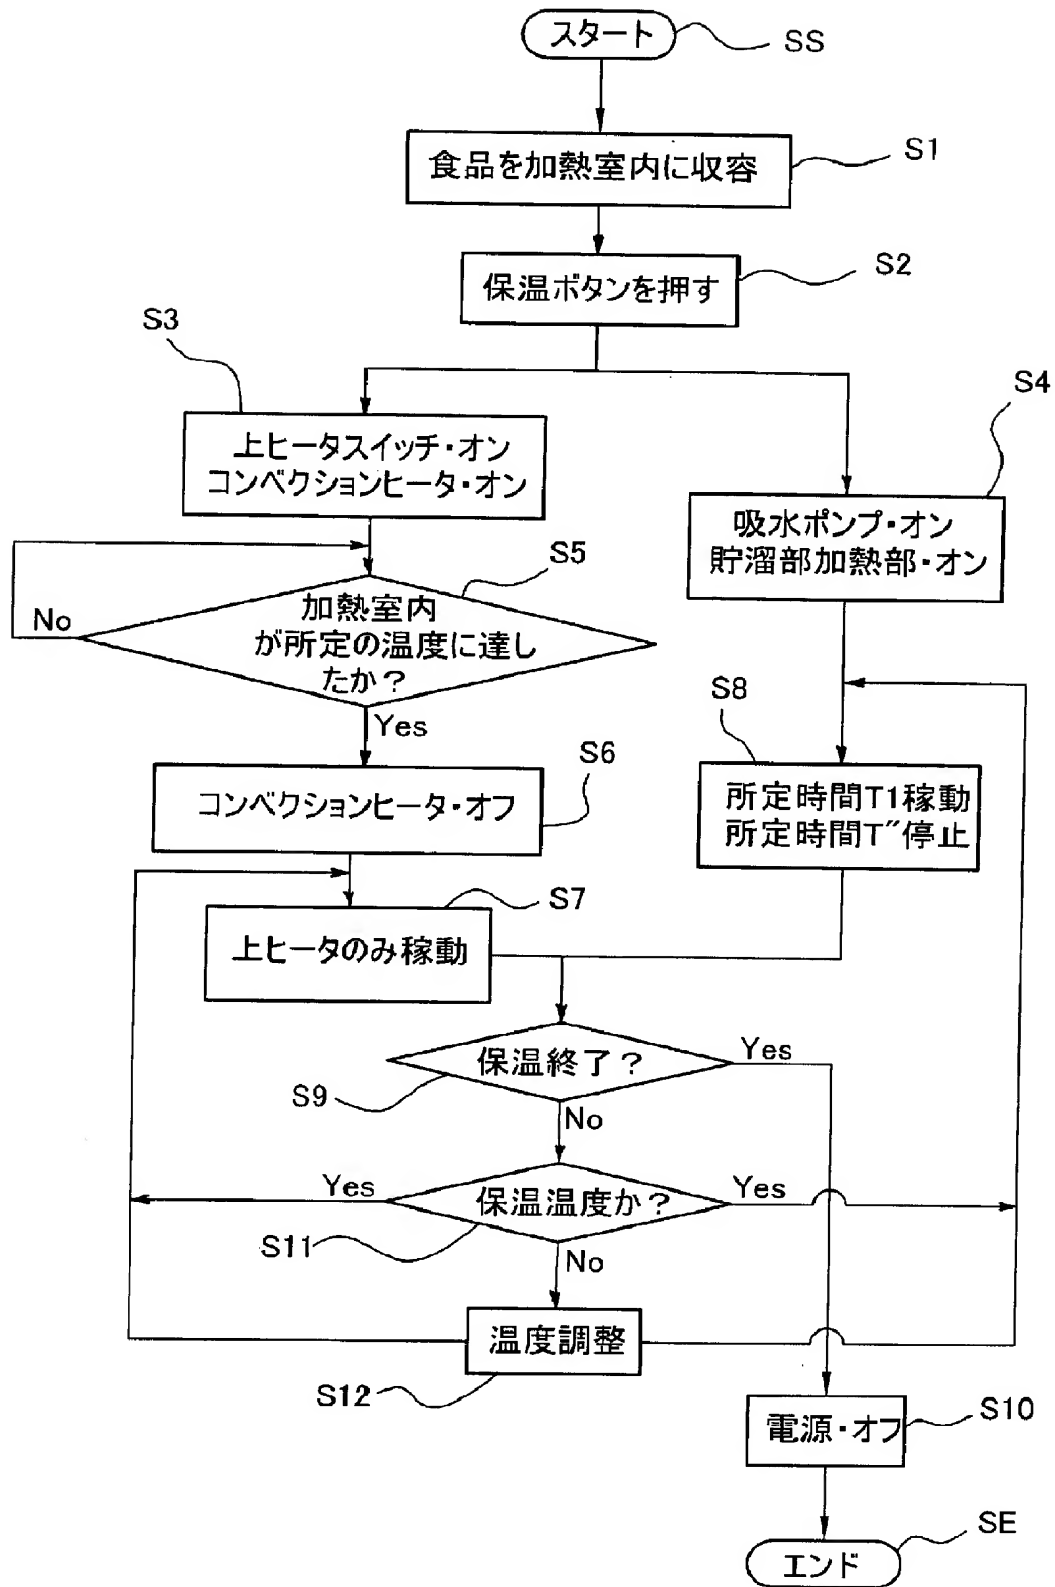 スタート
SS
食品を加熱室内に収容
S1
保温ボタンを押す
S2
S3
上ヒータスイッチ・オン
コンベクションヒータ・オン
S4
吸水ポンプ・オン
貯溜部加熱部・オン
S5
加熱室内
が所定の温度に達し
たか?
No
Yes
S6
コンベクションヒータ・オフ
S8
所定時間T1稼動
所定時間T″停止
S7
上ヒータのみ稼動
保温終了?
Yes
S9
No
Yes
保温温度か?
Yes
S11
No
温度調整
S12
電源・オフ
S10
エンド
SE